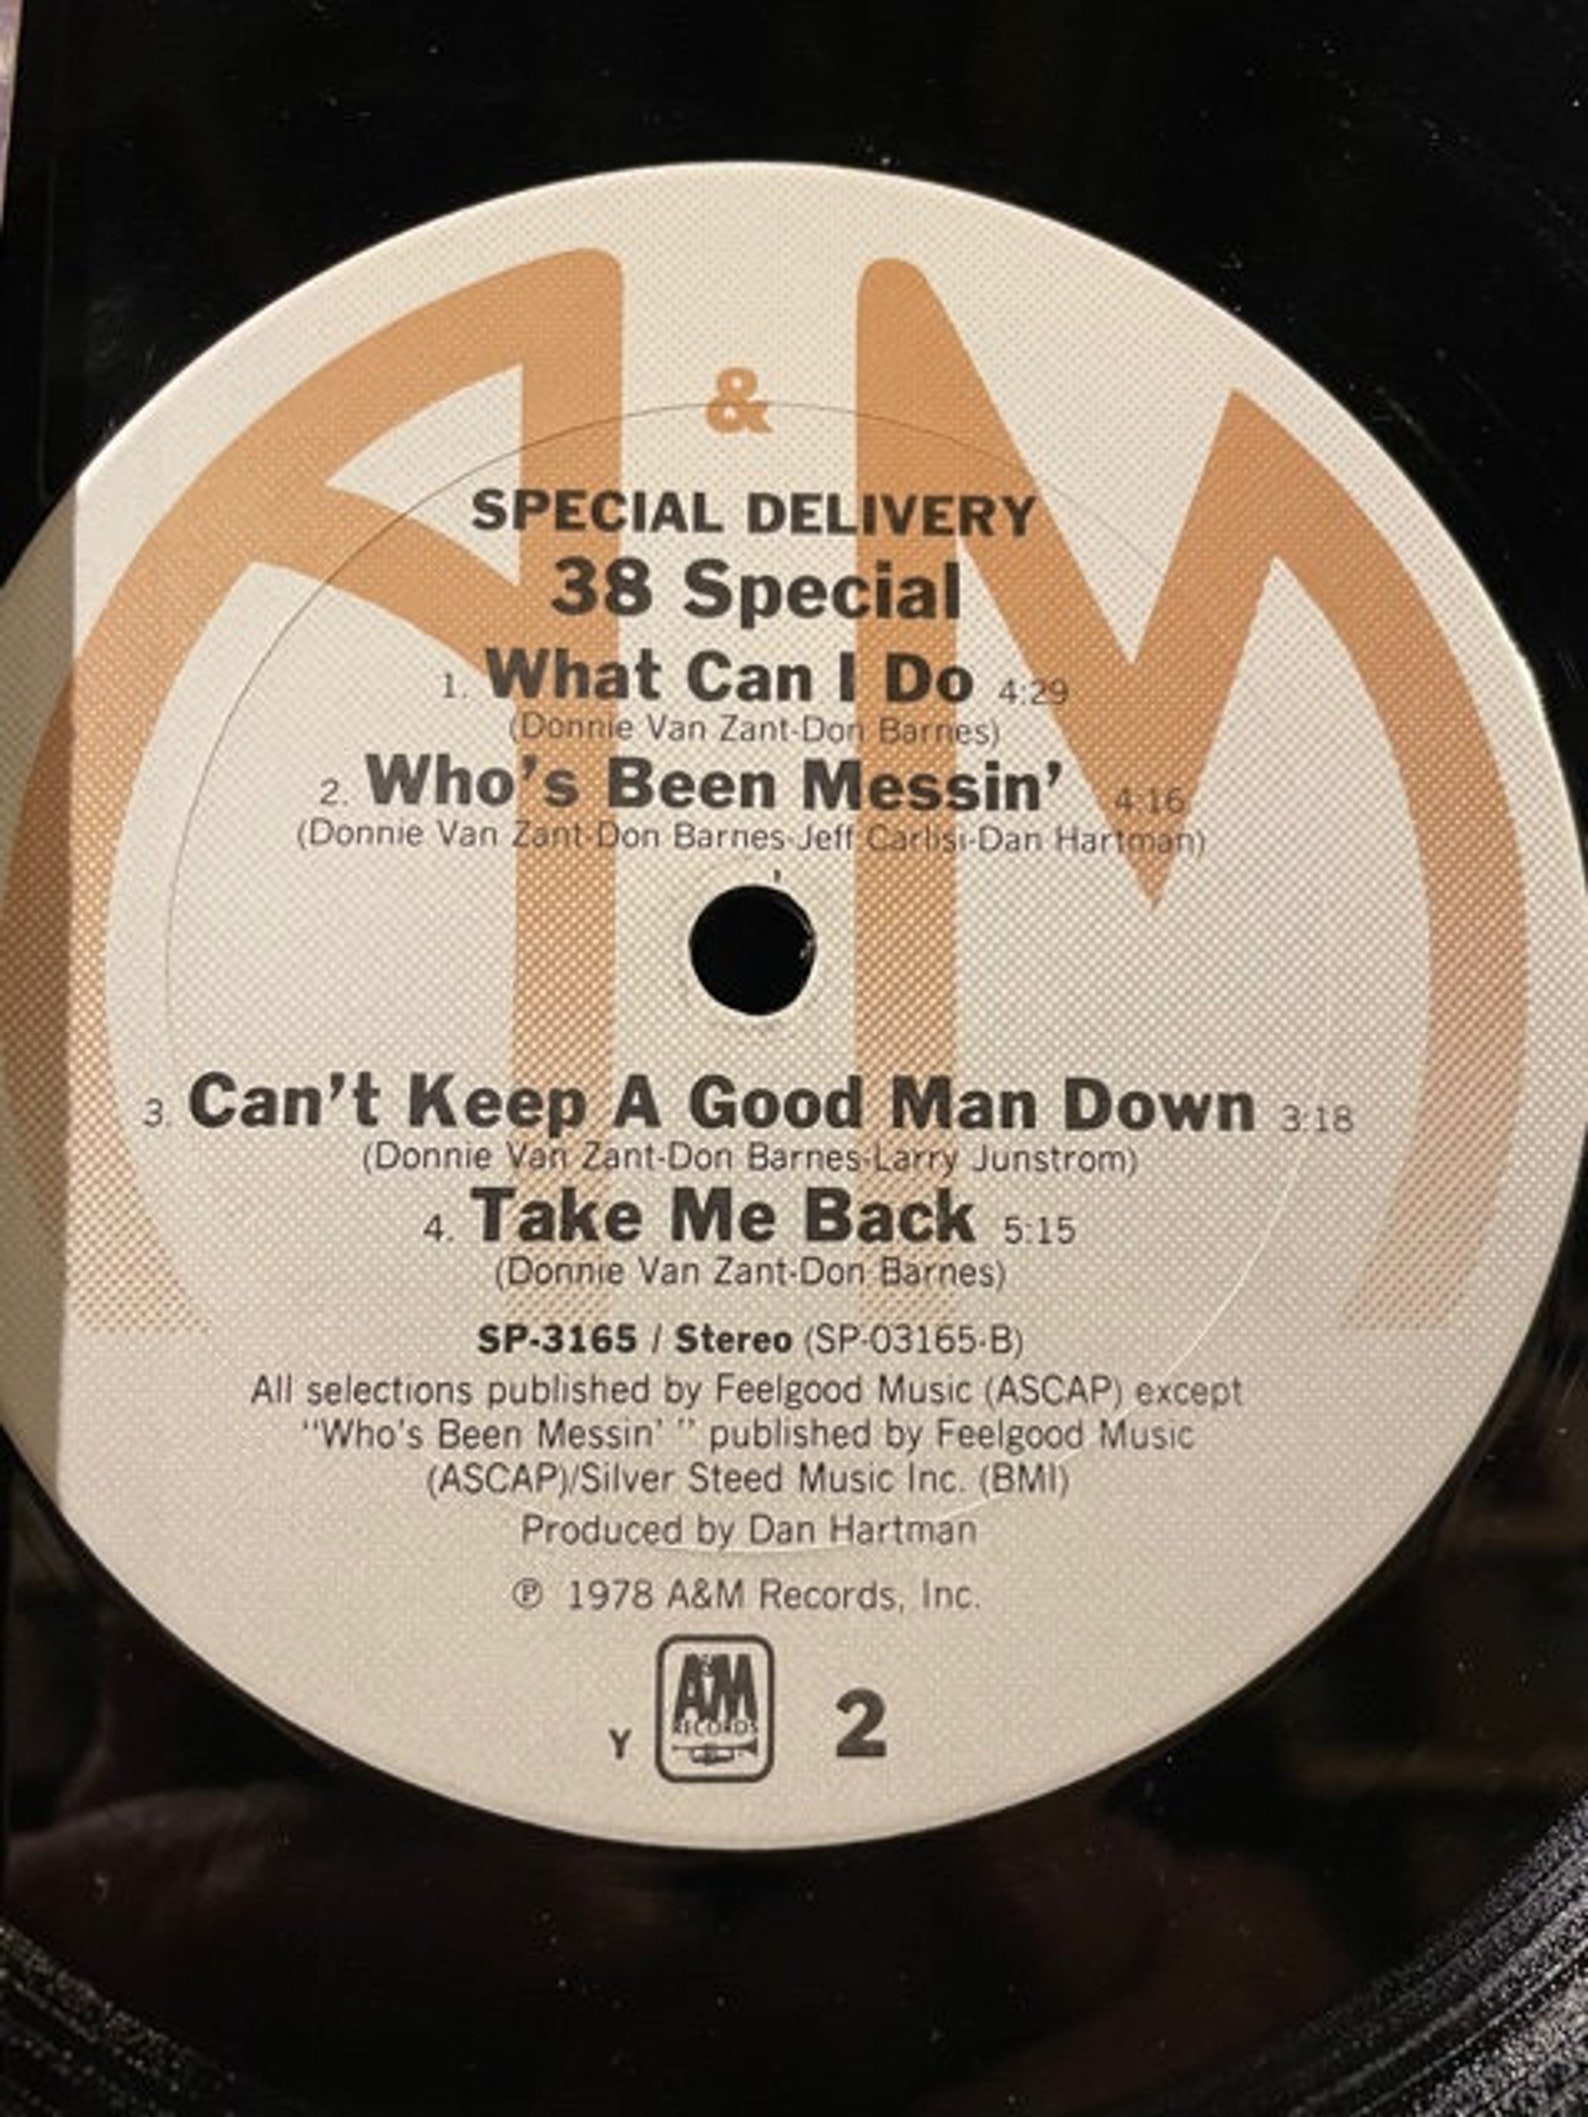 A & M
SPECIAL DELIVERY
38 Special
1. What Can I Do 4:29
(Donnie Van Zant-Don Barnes)
2. Who's Been Messin' 4:16
(Donnie Van Zant-Don Barnes-Jeff Carlisi-Dan Hartman)
3. Can't Keep A Good Man Down 3:18
(Donnie Van Zant-Don Barnes-Larry Junstrom)
4. Take Me Back 5:15
(Donnie Van Zant-Don Barnes)
SP-3165 / Stereo (SP-03165-B)
All selections published by Feelgood Music (ASCAP) except
"Who's Been Messin' " published by Feelgood Music
(ASCAP)/Silver Steed Music Inc. (BMI)
Produced by Dan Hartman
℗ 1978 A&M Records, Inc.
Y A&M RECORDS 2